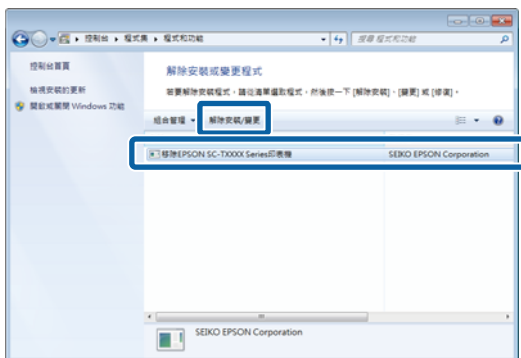 控制台 ▸ 程式集 ▸ 程式和功能
搜尋 程式和功能
控制台首頁
檢視安裝的更新
開啟或關閉 Windows 功能
解除安裝或變更程式
若要解除安裝程式，請從清單選取程式，然後按一下 [解除安裝]、[變更] 或 [修復]。
組合管理 解除安裝/變更
移除EPSON SC-TXXXX Series印表機 SEIKO EPSON Corporation
SEIKO EPSON Corporation